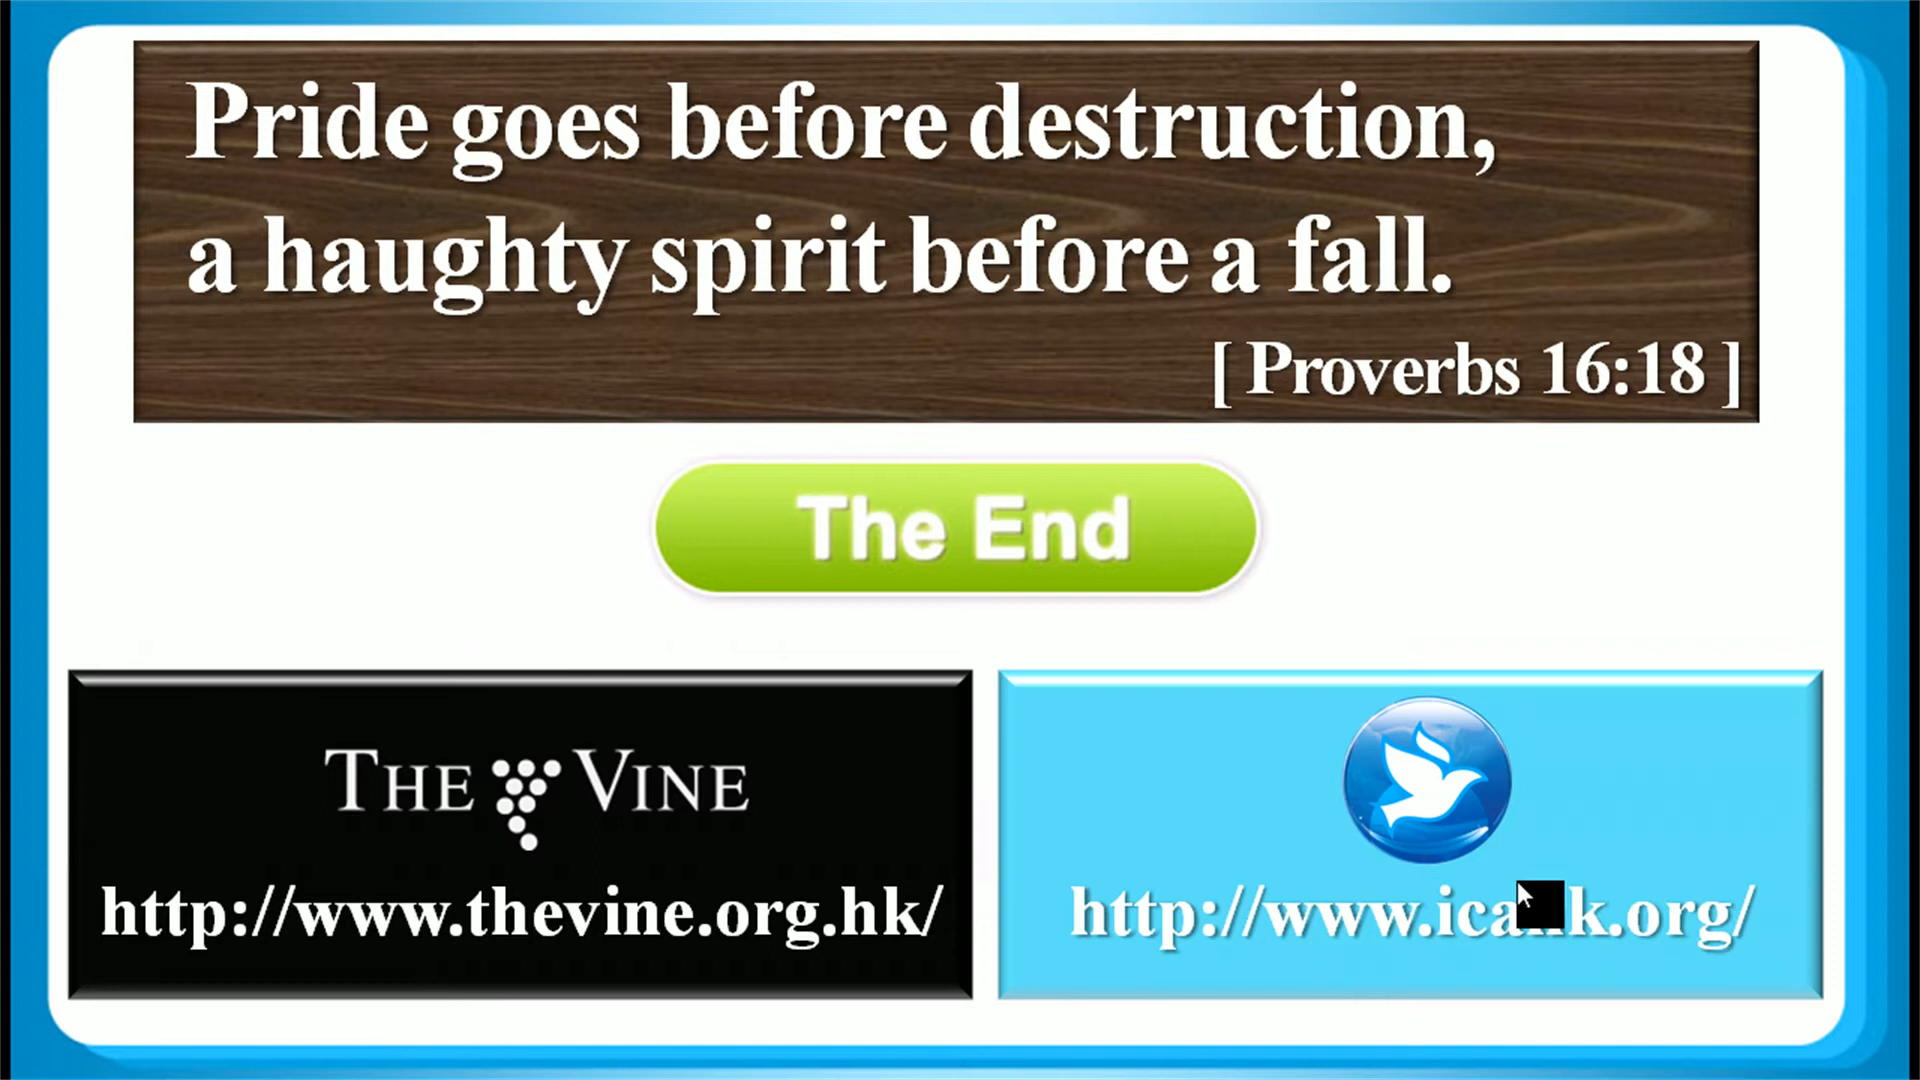 Pride goes before destruction,
a haughty spirit before a fall.
[ Proverbs 16:18 ]
The End
THE VINE
http://www.thevine.org.hk/